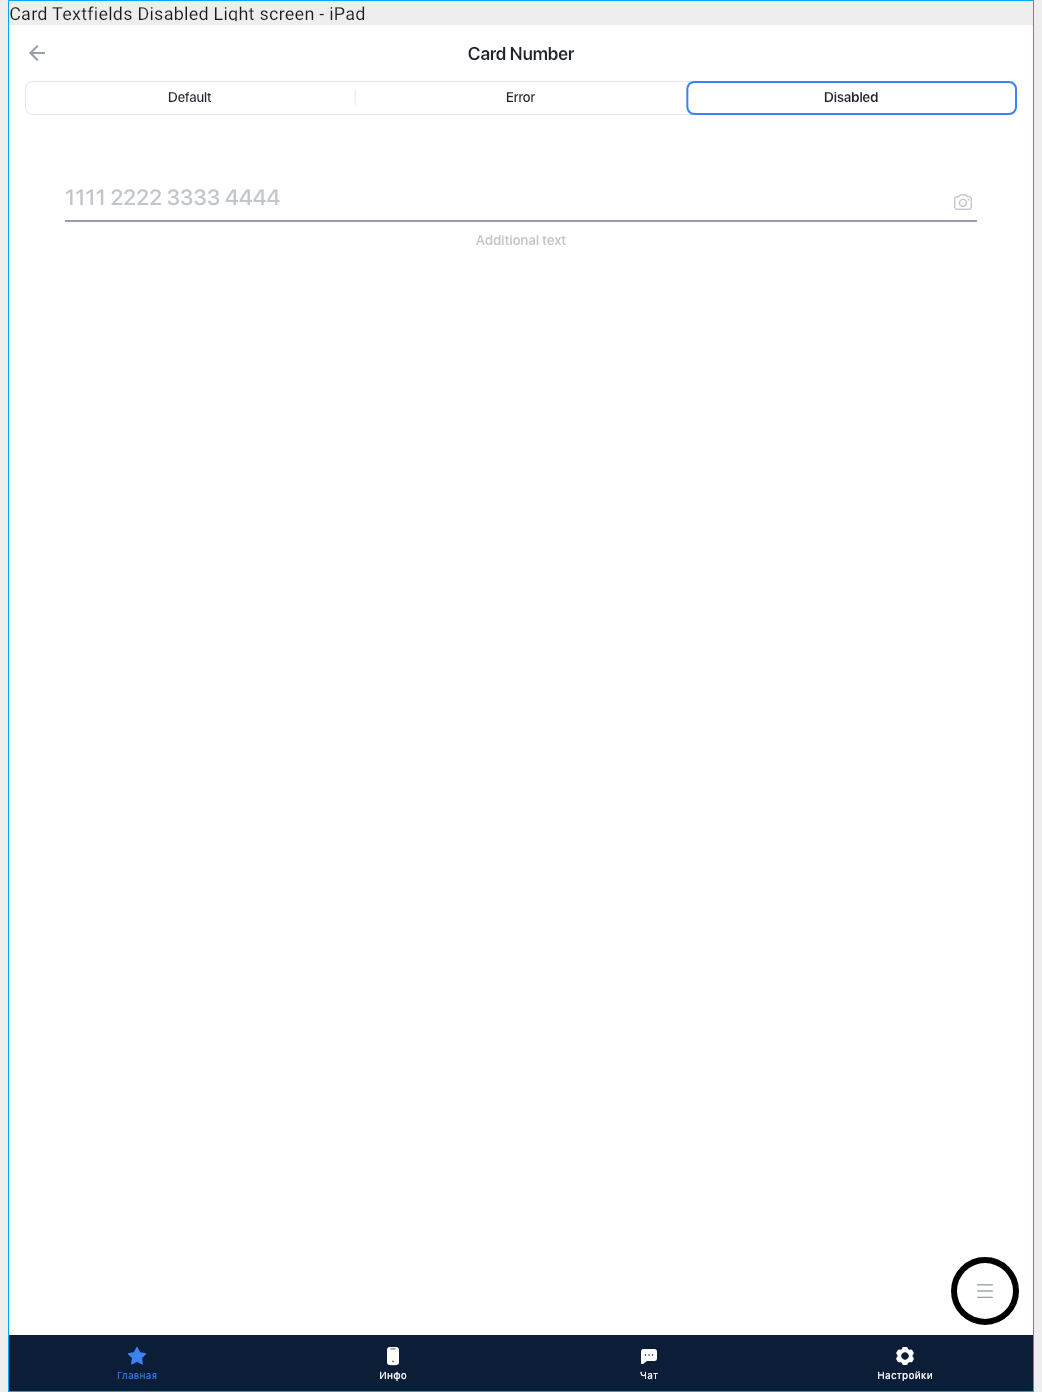 Card Textfields Disabled Light screen - iPad
Card Number
Default
Error
Disabled
1111 2222 3333 4444
Additional text
Главная
Инфо
Чат
Настройки